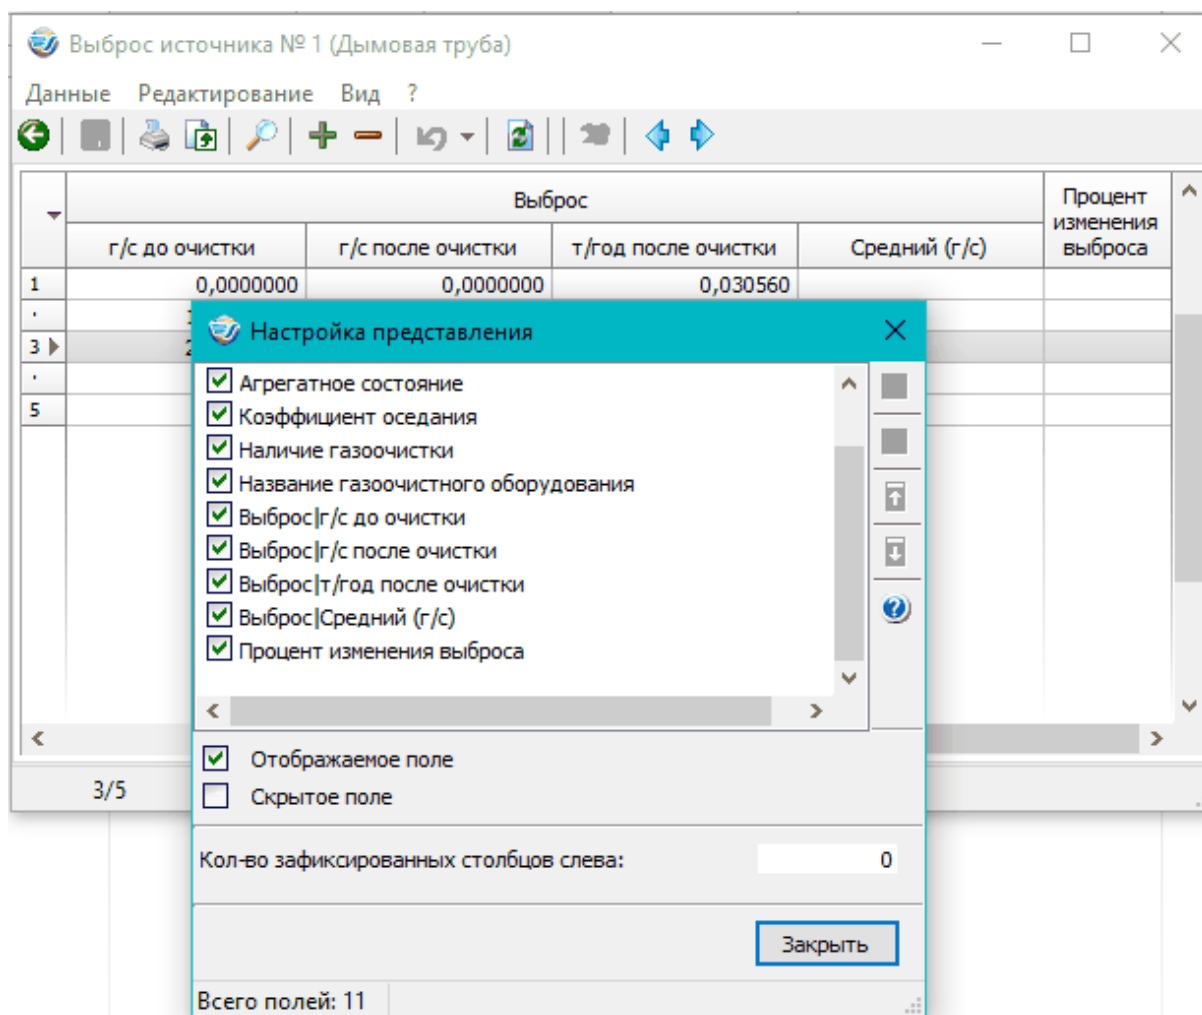 Выброс источника № 1 (Дымовая труба)
Данные Редактирование Вид ?
Выброс
Процент изменения выброса
г/с до очистки г/с после очистки т/год после очистки Средний (г/с)
1 0,0000000 0,0000000 0,030560
3
5
Настройка представления
Агрегатное состояние
Коэффициент оседания
Наличие газоочистки
Название газоочистного оборудования
Выброс|г/с до очистки
Выброс|г/с после очистки
Выброс|т/год после очистки
Выброс|Средний (г/с)
Процент изменения выброса
Отображаемое поле
Скрытое поле
3/5
Кол-во зафиксированных столбцов слева: 0
Закрыть
Всего полей: 11